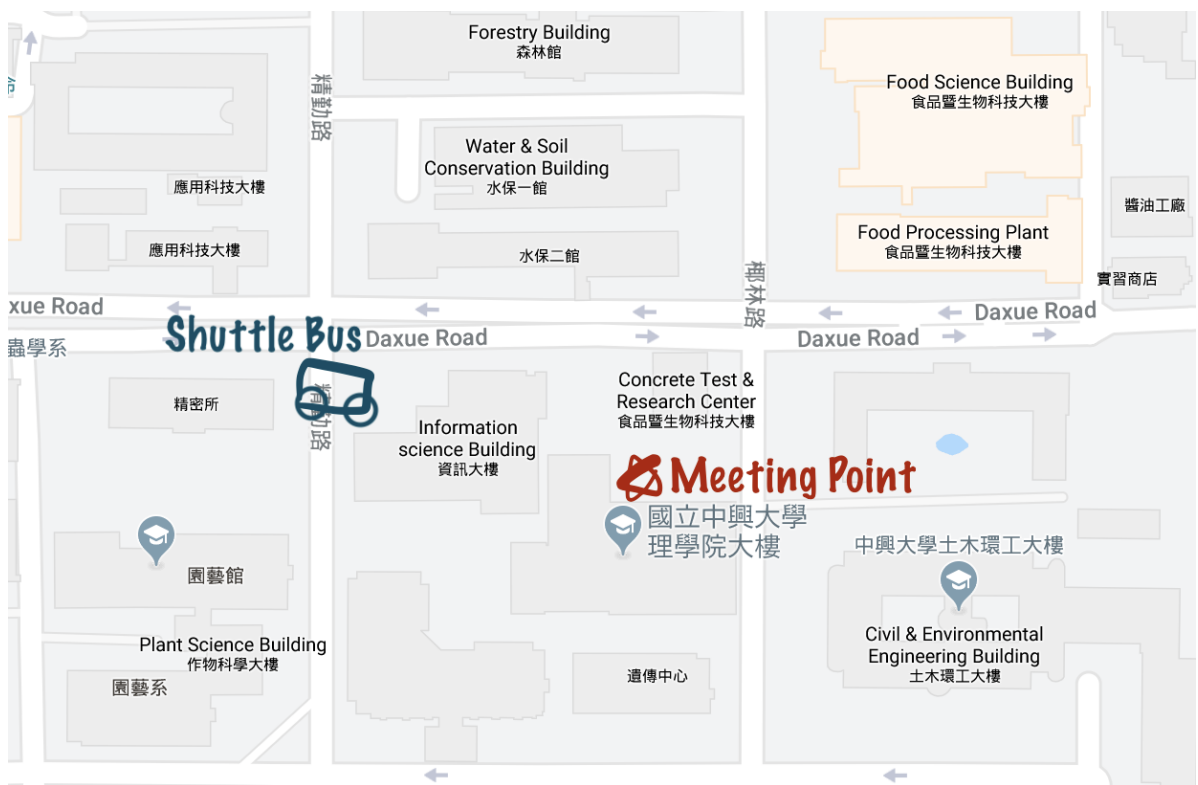 Forestry Building
森林館
Food Science Building
食品暨生物科技大樓
精勤路
Water & Soil
Conservation Building
水保一館
應用科技大樓
醬油工廠
Food Processing Plant
食品暨生物科技大樓
應用科技大樓
水保二館
實習商店
椰林路
xue Road
Daxue Road
Shuttle Bus
Daxue Road
Daxue Road
蟲學系
精密所
精勤路
Concrete Test &
Research Center
食品暨生物科技大樓
Information
science Building
資訊大樓
Meeting Point
國立中興大學
理學院大樓
中興大學土木環工大樓
園藝館
Civil & Environmental
Engineering Building
土木環工大樓
Plant Science Building
作物科學大樓
園藝系
遺傳中心